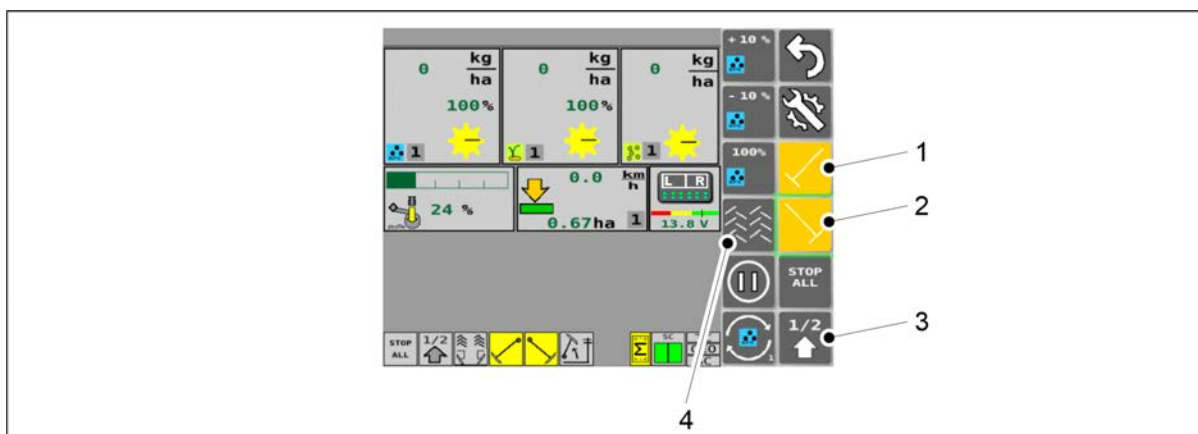 0 kg/ha
100%
1
0 kg/ha
100%
1
0 kg/ha
1
24 %
0.0 km/h
0.67ha 1
L R
13.8 V
+10 %
- 10 %
100%
STOP
ALL
1/2
1
STOP
ALL
1/2
SC
Σ
1
2
3
4